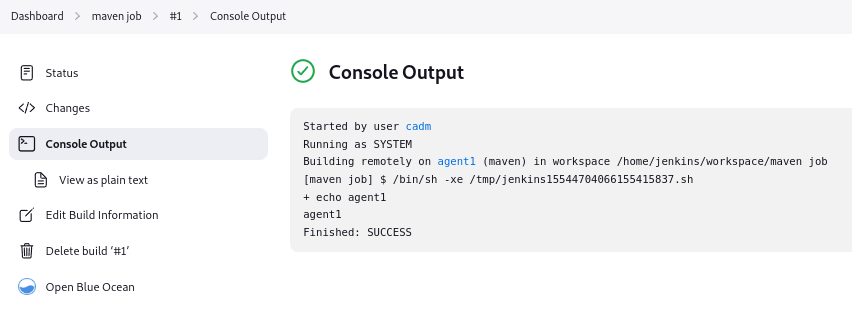 Dashboard > maven job > #1 > Console Output
Status
Changes
Console Output
View as plain text
Edit Build Information
Delete build ‘#1’
Open Blue Ocean
Console Output
Started by user cadm
Running as SYSTEM
Building remotely on agent1 (maven) in workspace /home/jenkins/workspace/maven job
[maven job] $ /bin/sh -xe /tmp/jenkins15544704066155415837.sh
+ echo agent1
agent1
Finished: SUCCESS